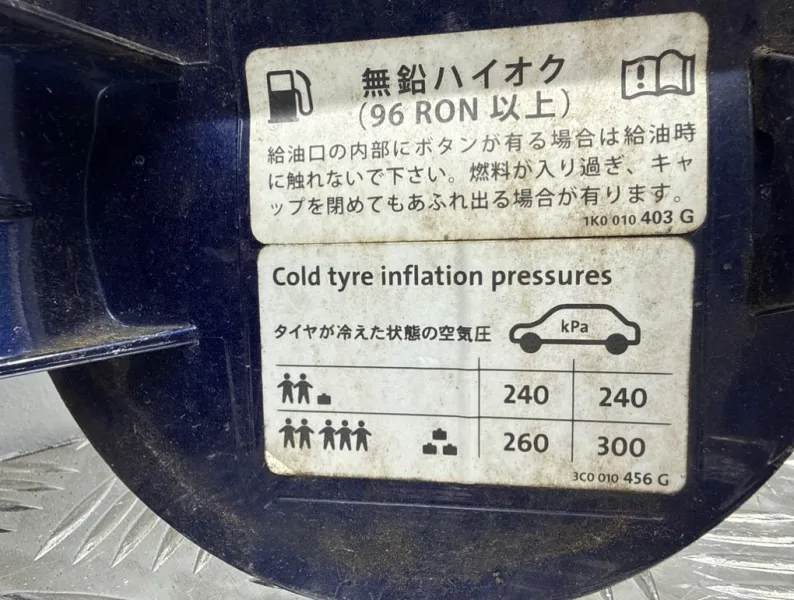 無鉛ハイオク
(96 RON 以上)
給油口の内部にボタンが有る場合は給油時
に触れないで下さい。燃料が入り過ぎ、キャ
ップを閉めてもあふれ出る場合が有ります。
1K0 010 403 G
Cold tyre inflation pressures
タイヤが冷えた状態の空気圧
kPa
240 240
260 300
3C0 010 456 G